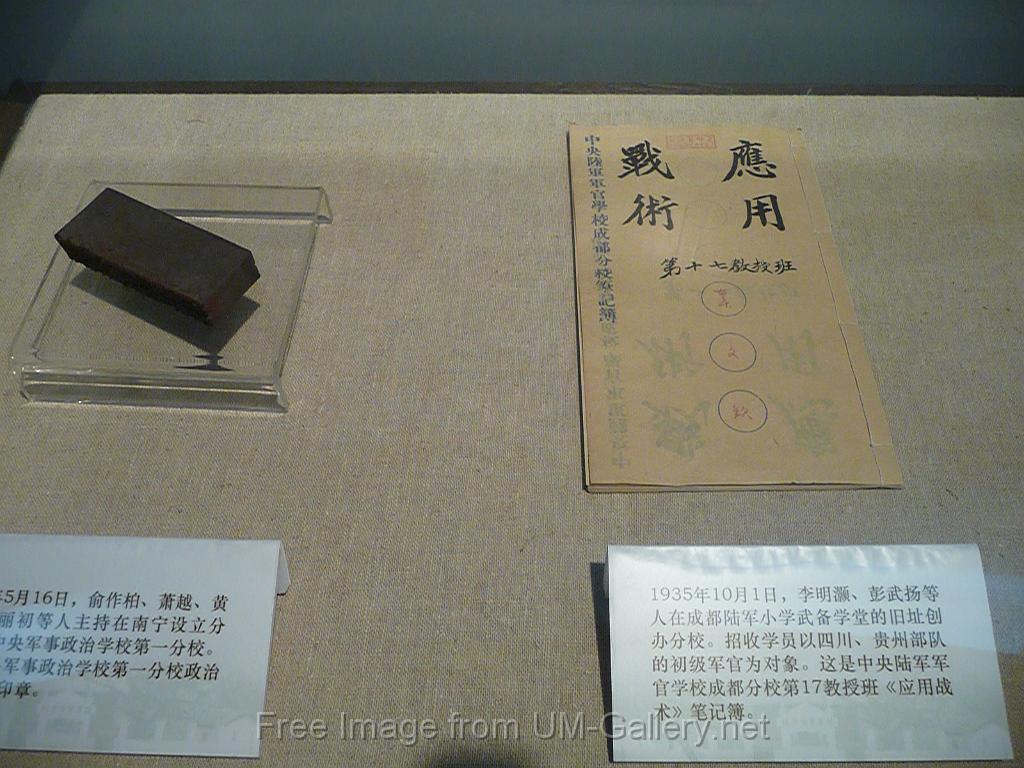 應用
戰術
第十七教授班
中央陸軍軍官學校成都分校筆記簿
年5月16日，俞作柏、萧越、黄
丽初等人主持在南宁设立分
中央军事政治学校第一分校。
军事政治学校第一分校政治
印章。
1935年10月1日，李明灏、彭武扬等
人在成都陆军小学武备学堂的旧址创
办分校。招收学员以四川、贵州部队
的初级军官为对象。这是中央陆军军
官学校成都分校第17教授班《应用战
术》笔记簿。
Free Image from UM-Gallery.net